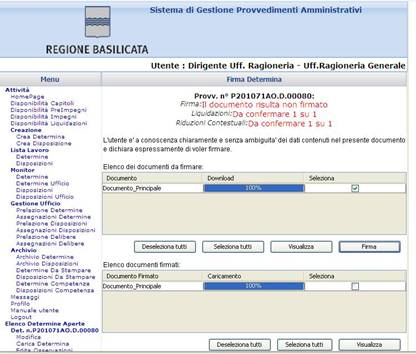 Sistema di Gestione Provvedimenti Amministrativi
REGIONE BASILICATA
Utente : Dirigente Uff. Ragioneria - Uff.Ragioneria Generale
Menu
Attività
HomePage
Disponibilità Capitoli
Disponibilità PreImpegni
Disponibilità Impegni
Disponibilità Liquidazioni
Creazione
Crea Determina
Crea Disposizione
Lista Lavoro
Determine
Disposizioni
Monitor
Determine
Determine Ufficio
Disposizioni
Disposizioni Ufficio
Gestione Ufficio
Prelazione Determine
Assegnazioni Determine
Prelazione Disposizioni
Assegnazioni Disposizioni
Prelazione Delibere
Assegnazioni Delibere
Archivio
Archivio Determine
Archivio Disposizioni
Determine Da Stampare
Disposizioni Da Stampare
Determine Competenza
Disposizioni Competenza
Messaggi
Profilo
Manuale utente
Logout
Elenco Determine Aperte
Det. n.P201071AO.D.00080
Modifica
Carica Determina
Edita Osservazioni
Firma Determina
Provv. n° P201071AO.D.00080:
Firma:Il documento risulta non firmato
Liquidazioni:Da confermare 1 su 1
Riduzioni Contestuali:Da confermare 1 su 1
L'utente e' a conoscenza chiaramente e senza ambiguita' dei dati contenuti nel presente documento
e dichiara espressamente di voler firmare.
Elenco dei documenti da firmare:
Documento Download Seleziona
Documento_Principale 100%
Deseleziona tutti Seleziona tutti Visualizza Firma
Elenco documenti firmati:
Documento Firmato Caricamento Seleziona
Documento_Principale 100%
Deseleziona tutti Seleziona tutti Visualizza